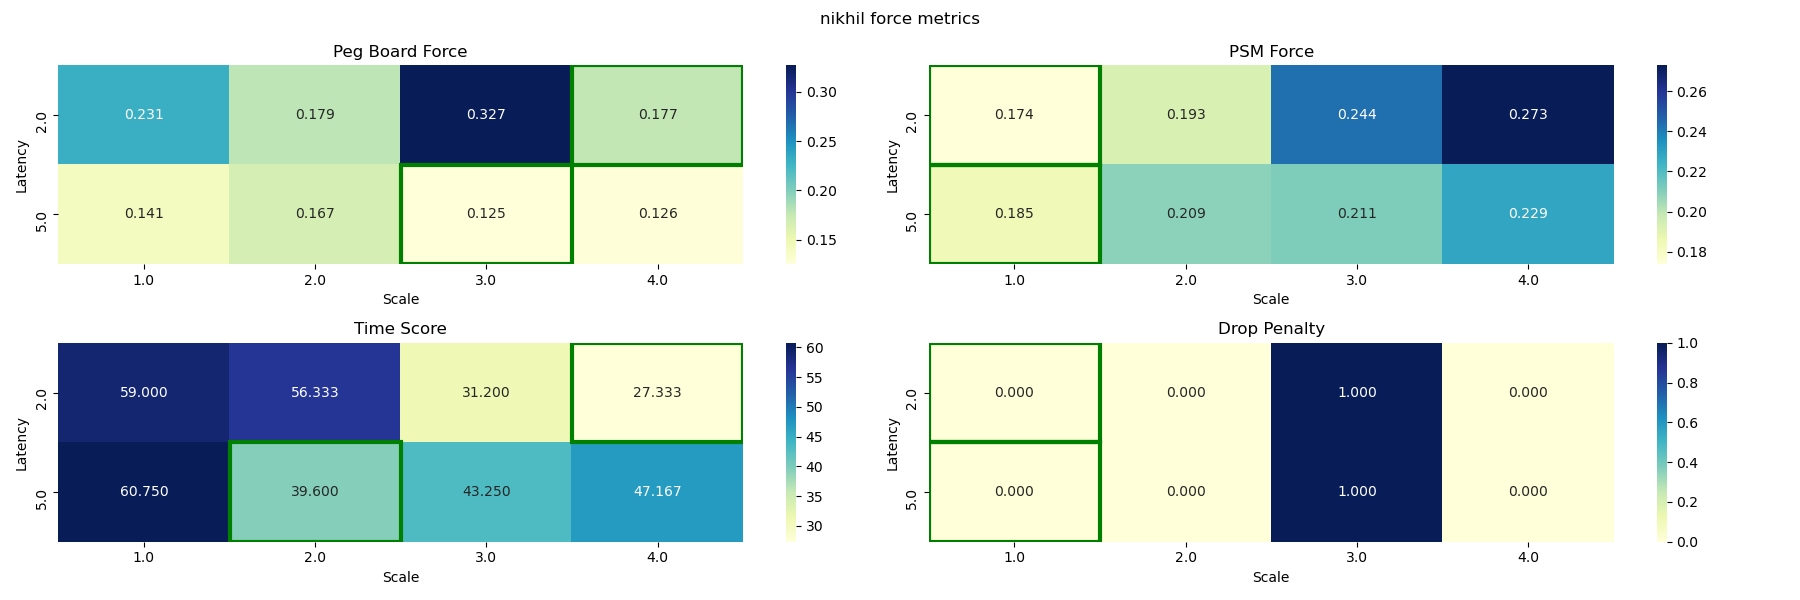 nikhil force metrics
Peg Board Force
Latency
2.0
0.231 0.179 0.327 0.177
5.0
0.141 0.167 0.125 0.126
1.0 2.0 3.0 4.0
Scale
0.30
0.25
0.20
0.15
PSM Force
Latency
2.0
0.174 0.193 0.244 0.273
5.0
0.185 0.209 0.211 0.229
1.0 2.0 3.0 4.0
Scale
0.26
0.24
0.22
0.20
0.18
Time Score
Latency
2.0
59.000 56.333 31.200 27.333
5.0
60.750 39.600 43.250 47.167
1.0 2.0 3.0 4.0
Scale
60
55
50
45
40
35
30
Drop Penalty
Latency
2.0
0.000 0.000 1.000 0.000
5.0
0.000 0.000 1.000 0.000
1.0 2.0 3.0 4.0
Scale
1.0
0.8
0.6
0.4
0.2
0.0